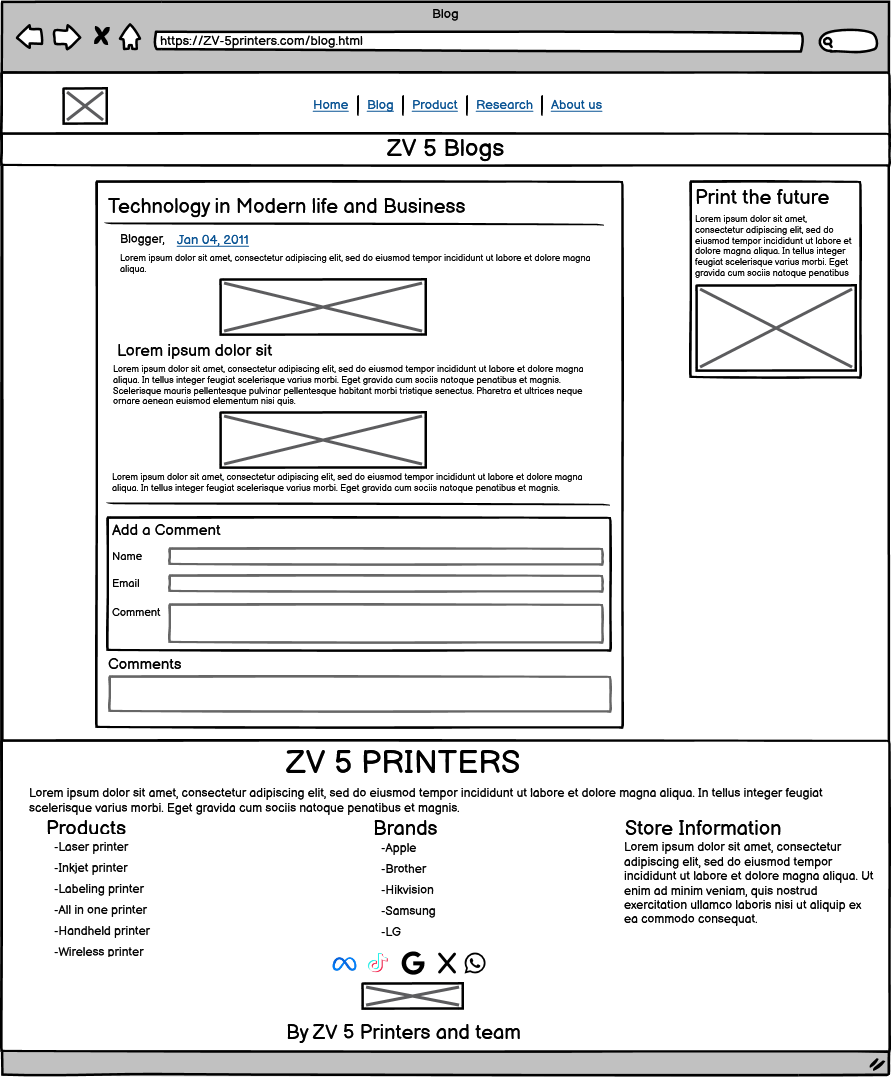 Blog
https://ZV-5printers.com/blog.html
Home Blog Product Research About us
ZV 5 Blogs
Technology in Modern life and Business
Blogger, Jan 04, 2011
Lorem ipsum dolor sit amet, consectetur adipiscing elit, sed do eiusmod tempor incididunt ut labore et dolore magna
aliqua.
Lorem ipsum dolor sit
Lorem ipsum dolor sit amet, consectetur adipiscing elit, sed do eiusmod tempor incididunt ut labore et dolore magna
aliqua. In tellus integer feugiat scelerisque varius morbi. Eget gravida cum sociis natoque penatibus et magnis.
Scelerisque mauris pellentesque pulvinar pellentesque habitant morbi tristique senectus. Pharetra et ultrices neque
ornare aenean euismod elementum nisi quis.
Lorem ipsum dolor sit amet, consectetur adipiscing elit, sed do eiusmod tempor incididunt ut labore et dolore magna
aliqua. In tellus integer feugiat scelerisque varius morbi. Eget gravida cum sociis natoque penatibus et magnis.
Add a Comment
Name
Email
Comment
Comments
Print the future
Lorem ipsum dolor sit amet,
consectetur adipiscing elit, sed do
eiusmod tempor incididunt ut labore
et dolore magna aliqua. In tellus integer
feugiat scelerisque varius morbi. Eget
gravida cum sociis natoque penatibus
ZV 5 PRINTERS
Lorem ipsum dolor sit amet, consectetur adipiscing elit, sed do eiusmod tempor incididunt ut labore et dolore magna aliqua. In tellus integer feugiat
scelerisque varius morbi. Eget gravida cum sociis natoque penatibus et magnis.
Products
-Laser printer
-Inkjet printer
-Labeling printer
-All in one printer
-Handheld printer
-Wireless printer
Brands
-Apple
-Brother
-Hikvision
-Samsung
-LG
Store Information
Lorem ipsum dolor sit amet, consectetur
adipiscing elit, sed do eiusmod tempor
incididunt ut labore et dolore magna aliqua. Ut
enim ad minim veniam, quis nostrud
exercitation ullamco laboris nisi ut aliquip ex
ea commodo consequat.
By ZV 5 Printers and team